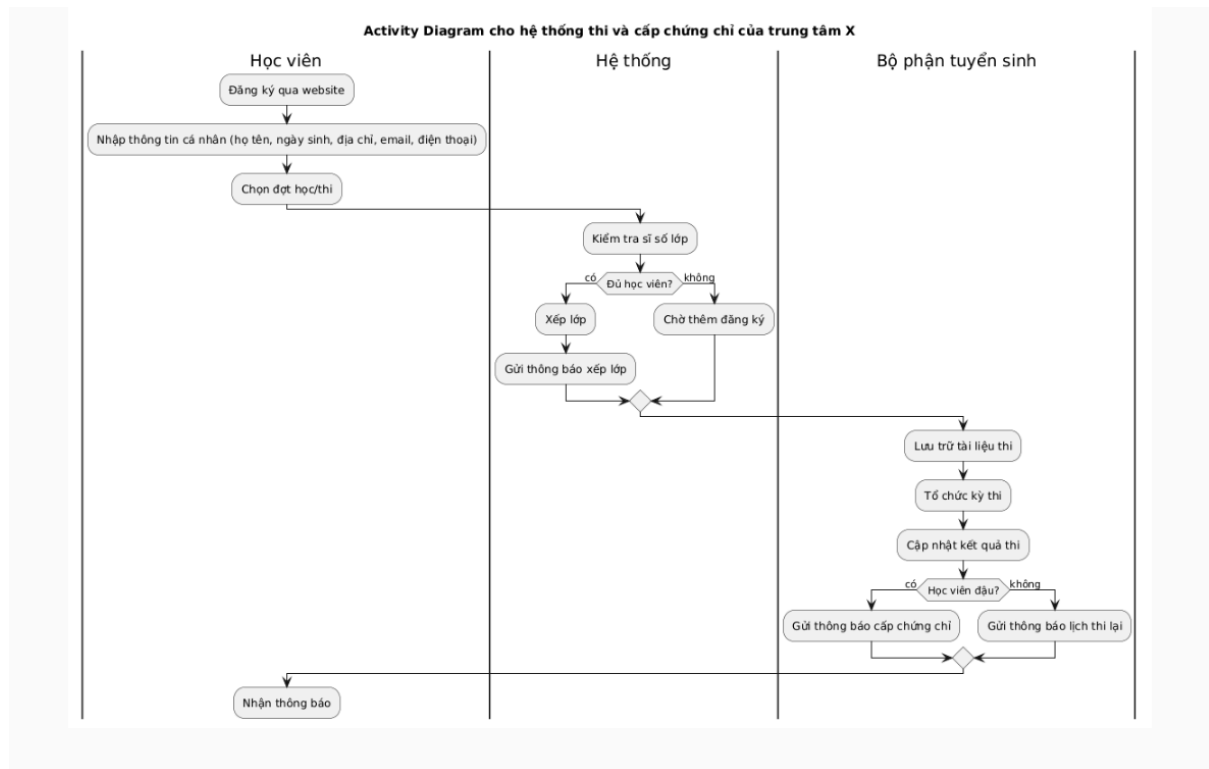 Activity Diagram cho hệ thống thi và cấp chứng chỉ của trung tâm X
Học viên
Hệ thống
Bộ phận tuyển sinh
Đăng ký qua website
Nhập thông tin cá nhân (họ tên, ngày sinh, địa chỉ, email, điện thoại)
Chọn đợt học/thi
Kiểm tra sĩ số lớp
có
Đủ học viên?
không
Xếp lớp
Chờ thêm đăng ký
Gửi thông báo xếp lớp
Lưu trữ tài liệu thi
Tổ chức kỳ thi
Cập nhật kết quả thi
có
Học viên đậu?
không
Gửi thông báo cấp chứng chỉ
Gửi thông báo lịch thi lại
Nhận thông báo